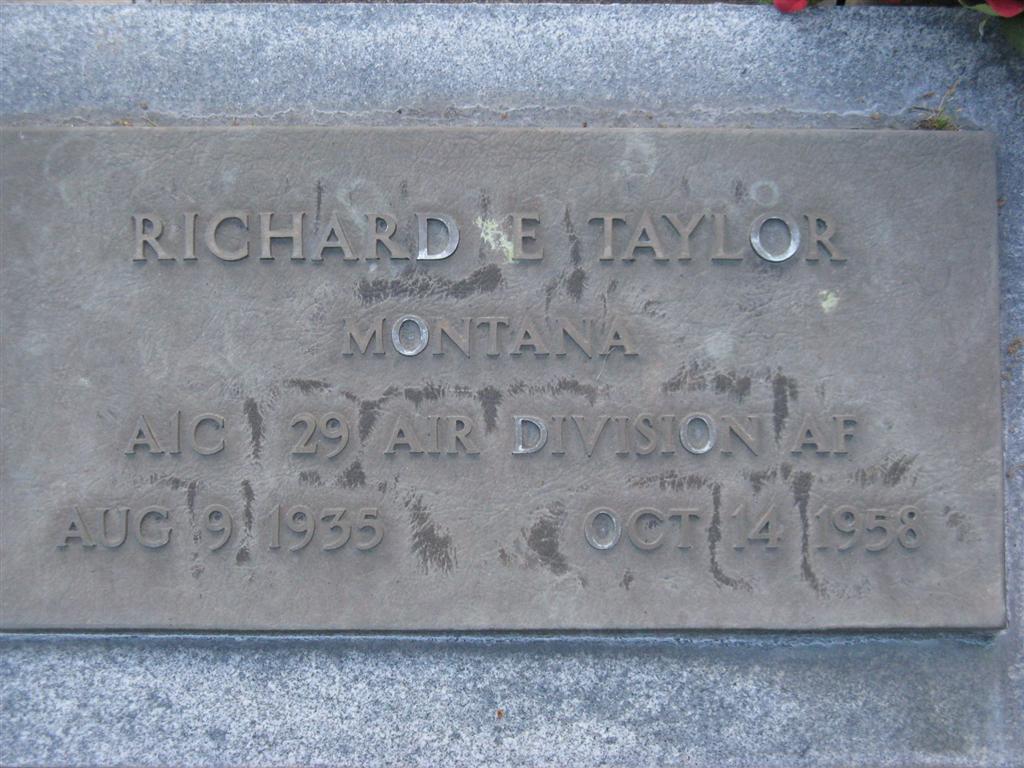 RICHARD E TAYLOR
MONTANA
A1C 29 AIR DIVISION AF
AUG 9 1935 OCT 14 1958